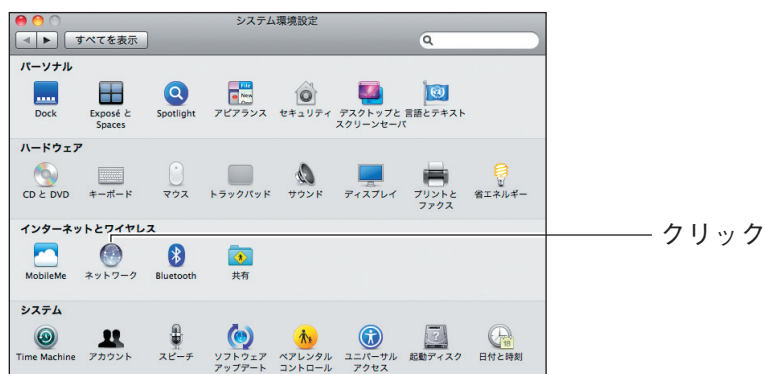 システム環境設定
すべてを表示
パーソナル
Dock
Exposé と
Spaces
Spotlight
アピアランス
セキュリティ
デスクトップと
スクリーンセーバ
言語とテキスト
ハードウェア
CD と DVD
キーボード
マウス
トラックパッド
サウンド
ディスプレイ
プリントと
ファクス
省エネルギー
インターネットとワイヤレス
クリック
MobileMe
ネットワーク
Bluetooth
共有
システム
Time Machine
アカウント
スピーチ
ソフトウェア
アップデート
ペアレンタル
コントロール
ユニバーサル
アクセス
起動ディスク
日付と時刻